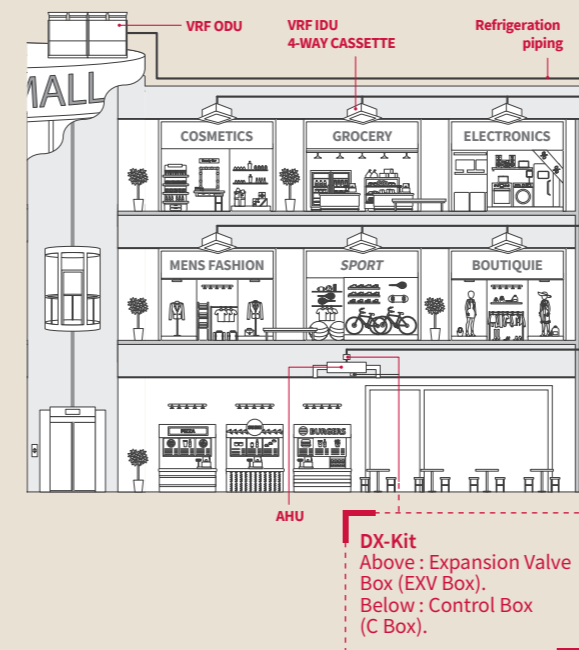 VRF ODU
VRF IDU
4-WAY CASSETTE
Refrigeration
piping
MALL
COSMETICS
GROCERY
ELECTRONICS
MENS FASHION
SPORT
BOUTIQUIE
PIZZA
BURGERS
AHU
DX-Kit
Above : Expansion Valve
Box (EXV Box).
Below : Control Box
(C Box).